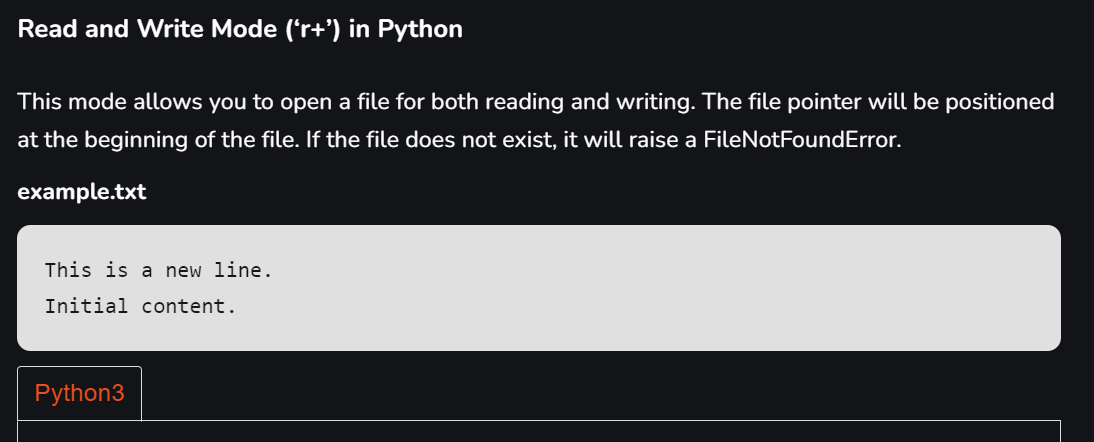 Read and Write Mode (‘r+’) in Python
This mode allows you to open a file for both reading and writing. The file pointer will be positioned
at the beginning of the file. If the file does not exist, it will raise a FileNotFoundError.
example.txt
This is a new line.
Initial content.
Python3